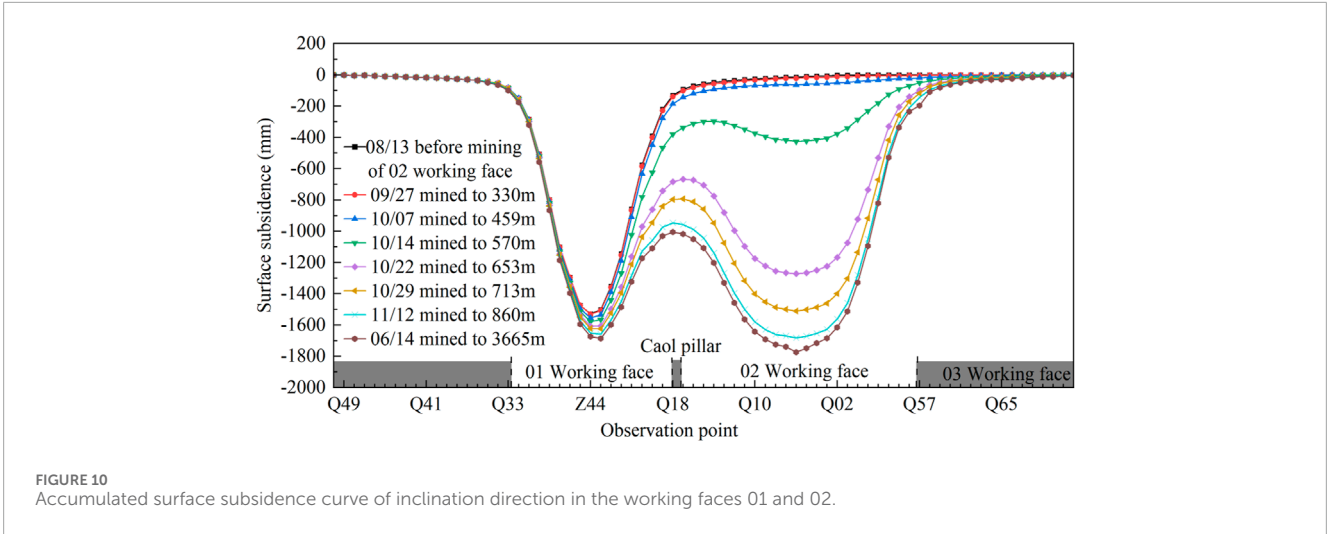 200
0
-200
-400
-600
-800
-1000
-1200
-1400
-1600
-1800
-2000
Surface subsidence (mm)
08/13 before mining
of 02 working face
09/27 mined to 330m
10/07 mined to 459m
10/14 mined to 570m
10/22 mined to 653m
10/29 mined to 713m
11/12 mined to 860m
06/14 mined to 3665m
Caol pillar
01 Working face
02 Working face
03 Working face
Q49 Q41 Q33 Z44 Q18 Q10 Q02 Q57 Q65
Observation point
FIGURE 10
Accumulated surface subsidence curve of inclination direction in the working faces 01 and 02.